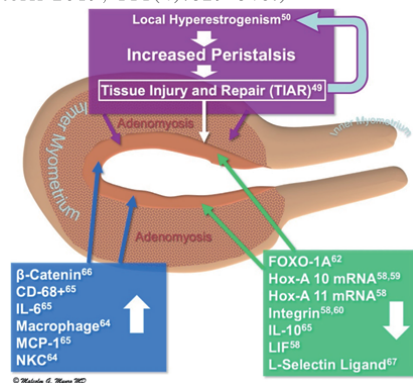 Local Hyperestrogenism⁵⁰
Increased Peristalsis
Tissue Injury and Repair (TIAR)⁴⁹
Inner Myometrium
Adenomyosis
Inner Myometrium
Adenomyosis
β-Catenin⁶⁶
CD-68+⁶⁵
IL-6⁶⁵
Macrophage⁶⁴
MCP-1⁶⁵
NKC⁶⁴
FOXO-1A⁶²
Hox-A 10 mRNA⁵⁸,⁵⁹
Hox-A 11 mRNA⁵⁸
Integrin⁵⁸,⁶⁰
IL-10⁶⁵
LIF⁵⁸
L-Selectin Ligand⁶⁷
© Malcolm G. Munro MD